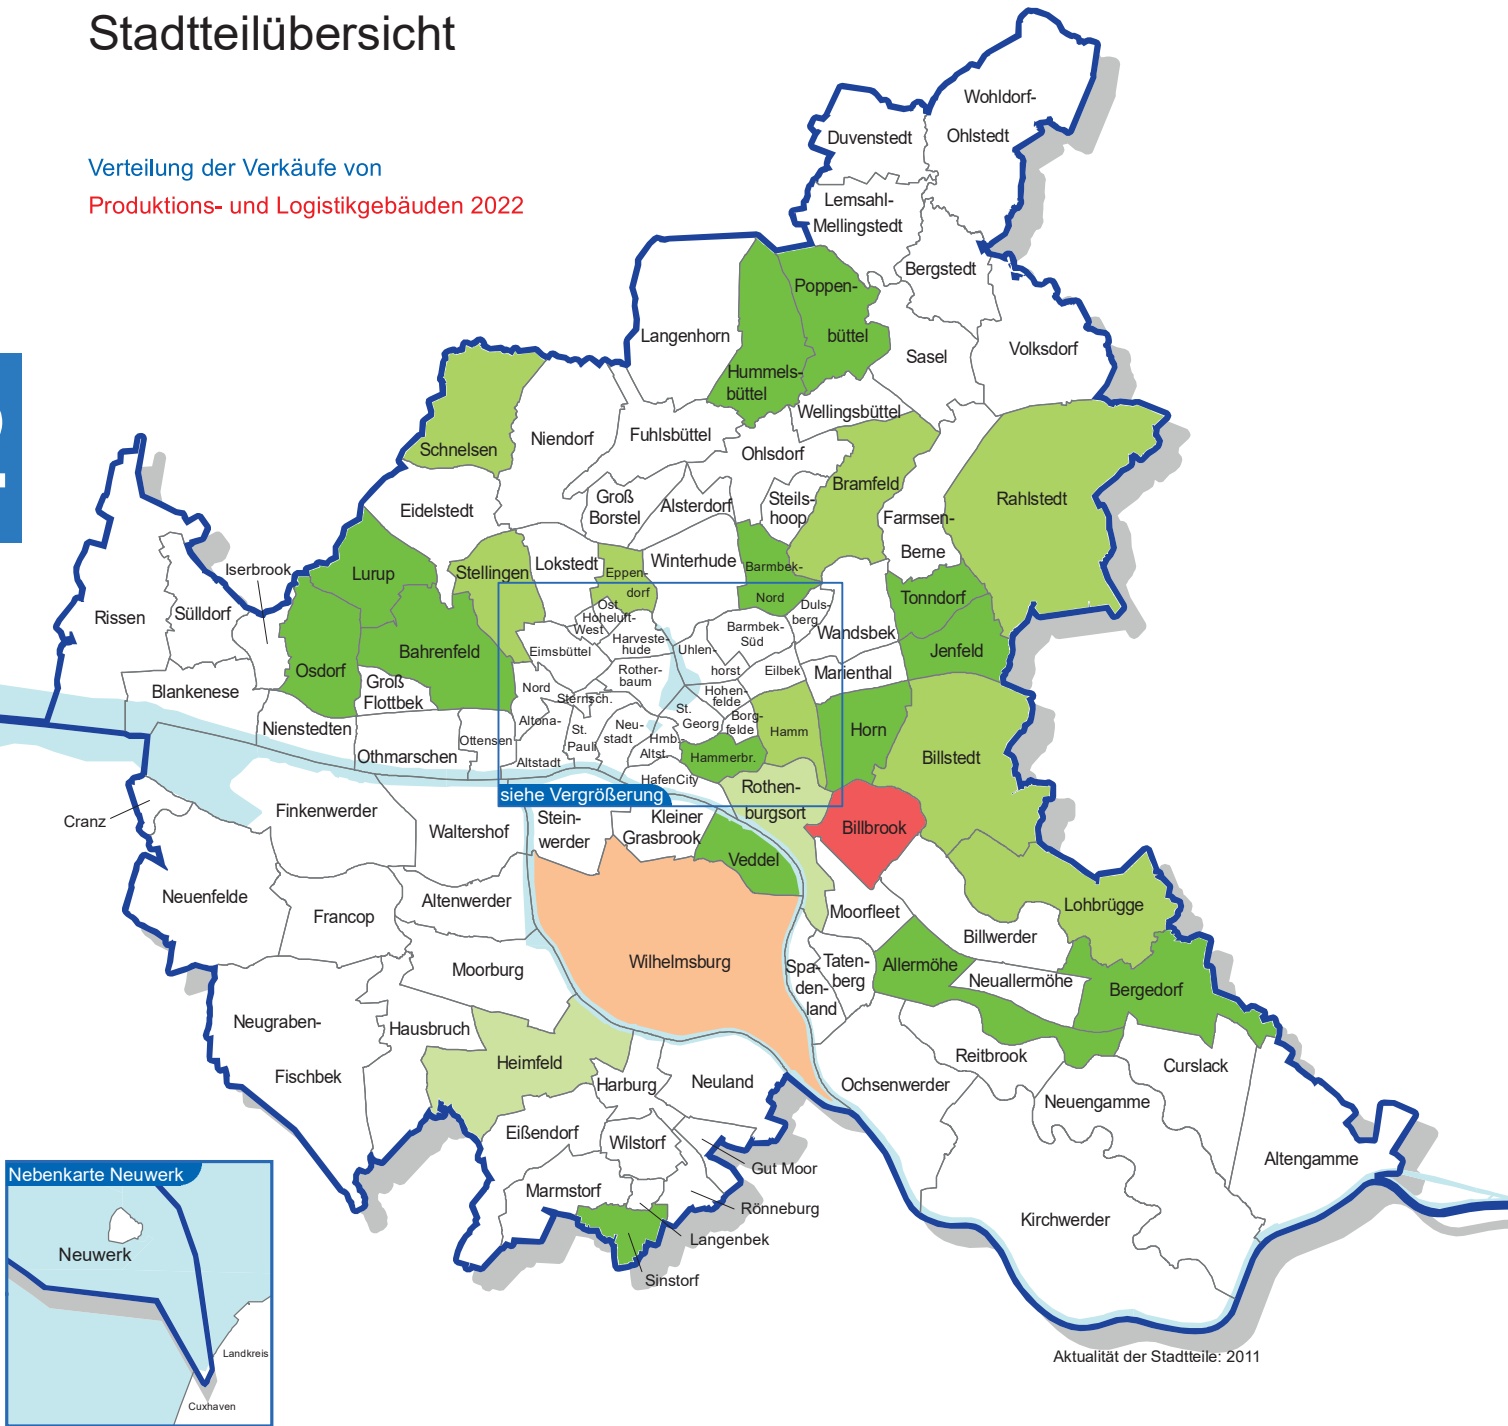 Stadtteilübersicht
Verteilung der Verkäufe von
Produktions- und Logistikgebäuden 2022
Wohldorf-
Ohlstedt
Duvenstedt
Lemsahl-
Mellingstedt
Bergstedt
Poppen-
büttel
Langenhorn
Hummels-
büttel
Sasel
Volksdorf
Wellingsbüttel
Schnelsen
Niendorf
Fuhlsbüttel
Ohlsdorf
Bramfeld
Rahlstedt
Eidelstedt
Groß
Borstel
Alsterdorf
Steils-
hoop
Farmsen-
Berne
Iserbrook
Lurup
Stellingen
Lokstedt
Eppen-
dorf
Winterhude
Barmbek-
Nord
Tonndorf
Rissen
Sülldorf
Osdorf
Bahrenfeld
Ost
Hoheluft-
West
Harveste-
hude
Eimsbüttel
Uhlen-
horst
Barmbek-
Süd
Duls-
berg
Wandsbek
Jenfeld
Blankenese
Groß
Flottbek
Rother-
baum
Eilbek
Marienthal
Nienstedten
Othmarschen
Ottensen
Nord
Altona-
Altstadt
Sternsch.
St.
Pauli
Neu-
stadt
Hmb.-
Altst.
St.
Georg
Hohen-
felde
Borg-
felde
Hamm
Horn
Billstedt
Hammerbr.
HafenCity
siehe Vergrößerung
Rothen-
burgsort
Billbrook
Cranz
Finkenwerder
Waltershof
Stein-
werder
Kleiner
Grasbrook
Veddel
Neuenfelde
Francop
Altenwerder
Moorfleet
Lohbrügge
Billwerder
Moorburg
Wilhelmsburg
Spa-
den-
land
Taten-
berg
Allermöhe
Neuallermöhe
Bergedorf
Neugraben-
Fischbek
Hausbruch
Heimfeld
Harburg
Neuland
Ochsenwerder
Reitbrook
Curslack
Neuengamme
Eißendorf
Wilstorf
Gut Moor
Altengamme
Marmstorf
Rönneburg
Langenbek
Sinstorf
Kirchwerder
Nebenkarte Neuwerk
Neuwerk
Landkreis
Cuxhaven
Aktualität der Stadtteile: 2011